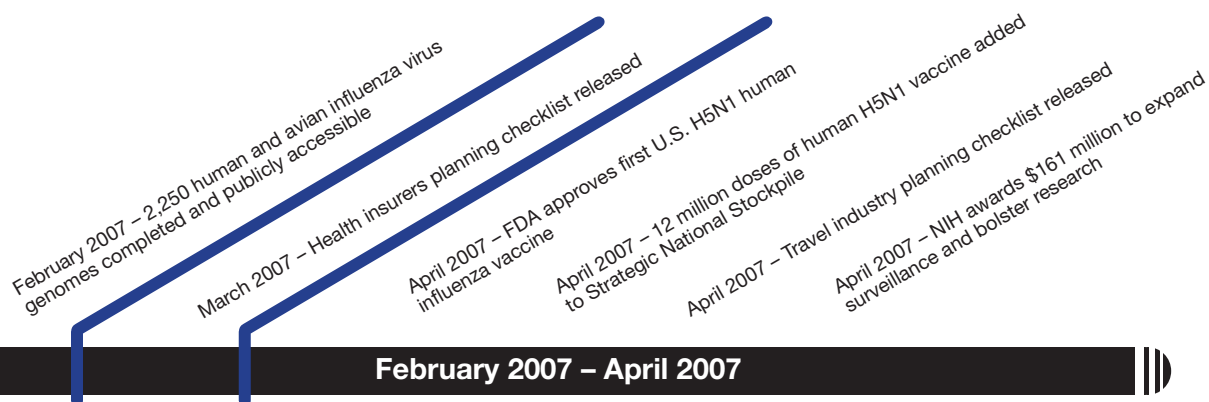 February 2007 – 2,250 human and avian influenza virus
genomes completed and publicly accessible
March 2007 – Health insurers planning checklist released
April 2007 – FDA approves first U.S. H5N1 human
influenza vaccine
April 2007 – 12 million doses of human H5N1 vaccine added
to Strategic National Stockpile
April 2007 – Travel industry planning checklist released
April 2007 – NIH awards $161 million to expand
surveillance and bolster research
February 2007 – April 2007